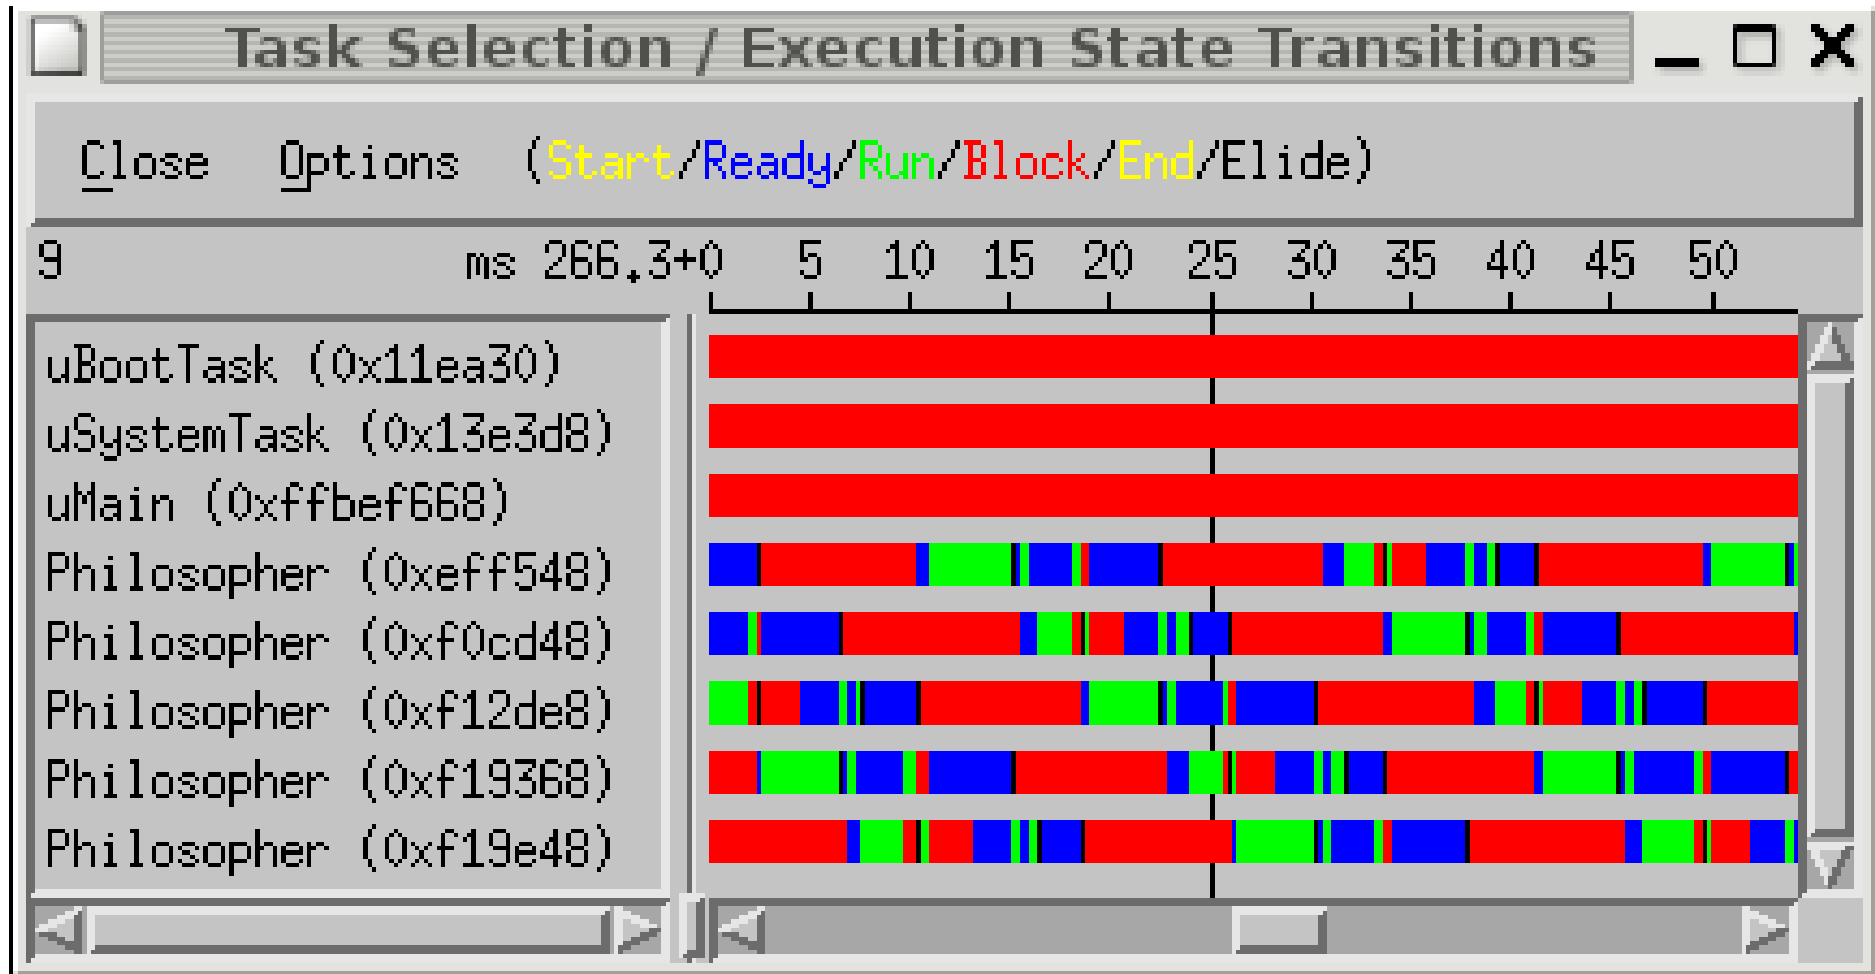 Task Selection / Execution State Transitions
Close Options (Start/Ready/Run/Block/End/Elide)
9 ms 266.3+0 5 10 15 20 25 30 35 40 45 50
uBootTask (0x11ea30)
uSystemTask (0x13e3d8)
uMain (0xffbef668)
Philosopher (0xeff548)
Philosopher (0xf0cd48)
Philosopher (0xf12de8)
Philosopher (0xf19368)
Philosopher (0xf19e48)